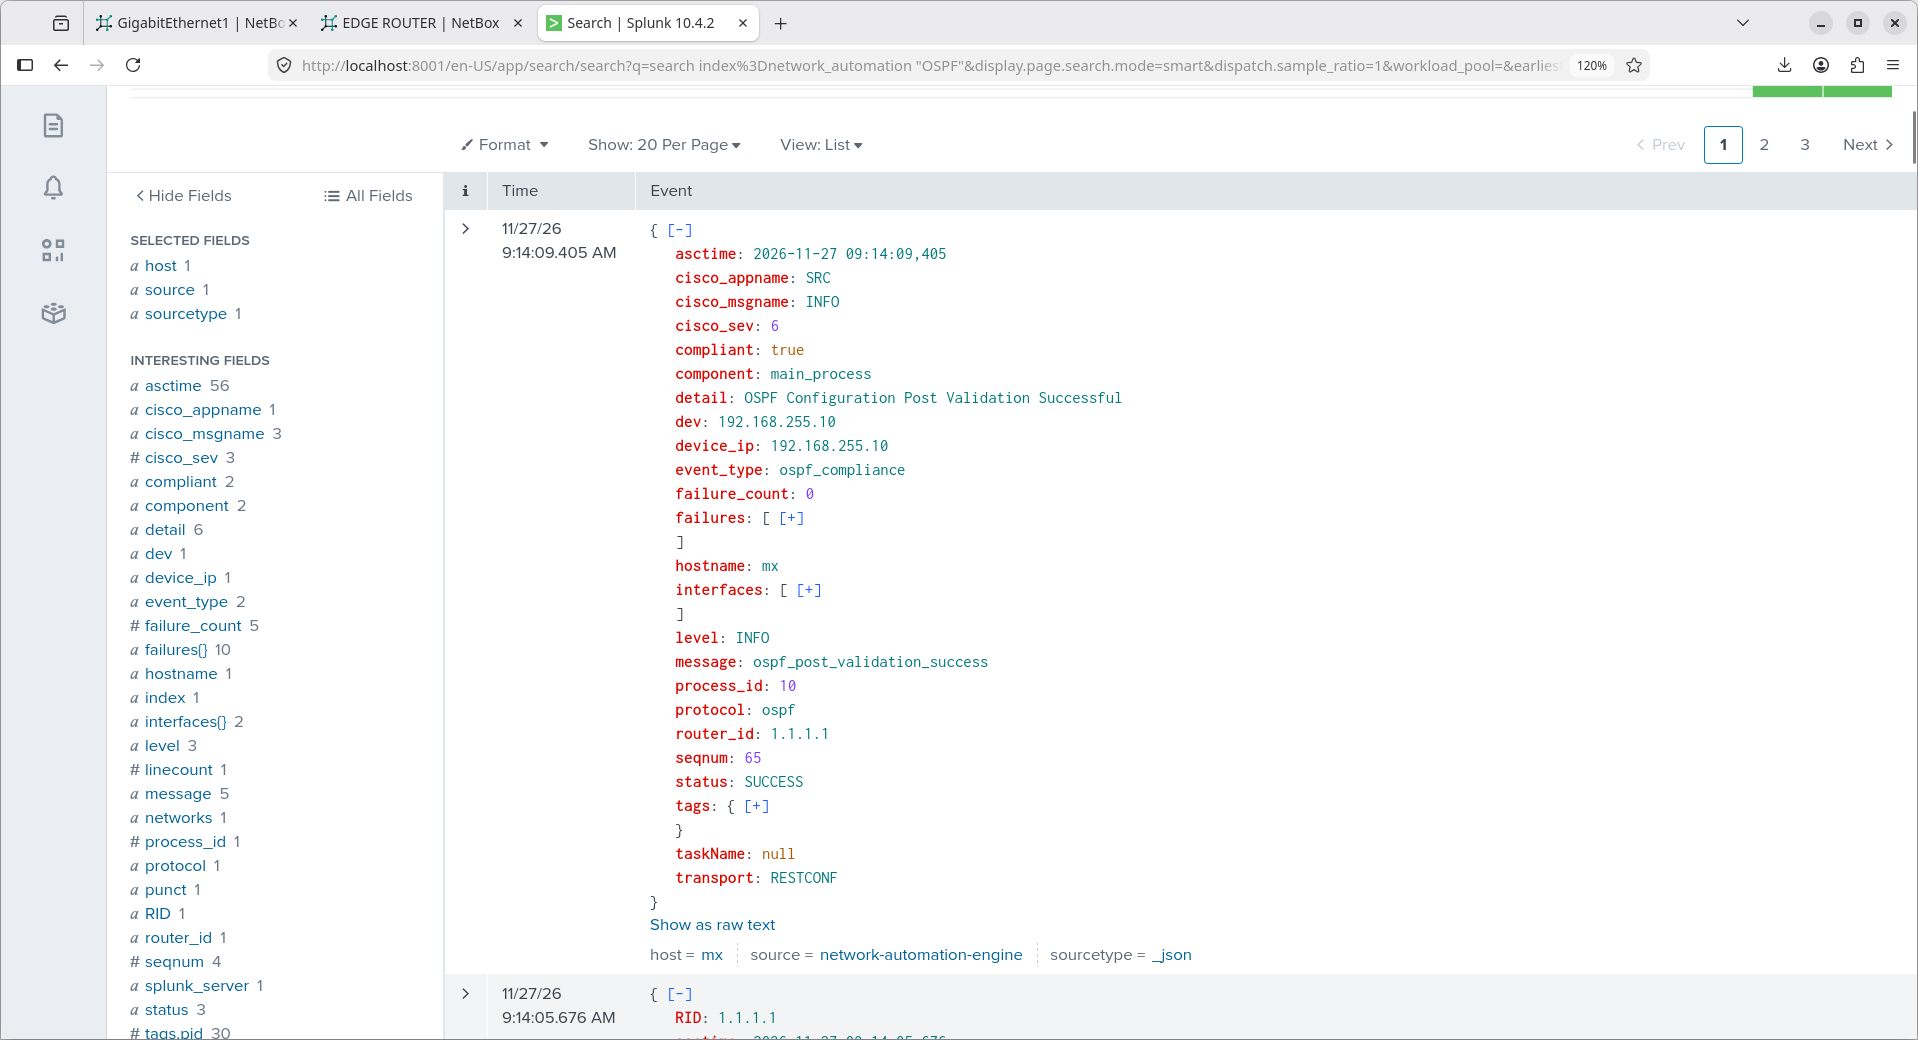 GigabitEthernet1 | NetBo
EDGE ROUTER | NetBox
Search | Splunk 10.4.2
http://localhost:8001/en-US/app/search/search?q=search index%3Dnetwork_automation "OSPF"&display.page.search.mode=smart&dispatch.sample_ratio=1&workload_pool=&earlies
120%
Format
Show: 20 Per Page
View: List
Prev
1
2
3
Next
Hide Fields
All Fields
i
Time
Event
SELECTED FIELDS
a host 1
a source 1
a sourcetype 1
INTERESTING FIELDS
a asctime 56
a cisco_appname 1
a cisco_msgname 3
# cisco_sev 3
a compliant 2
a component 2
a detail 6
a dev 1
a device_ip 1
a event_type 2
# failure_count 5
a failures{} 10
a hostname 1
a index 1
a interfaces{} 2
a level 3
# linecount 1
a message 5
a networks 1
# process_id 1
a protocol 1
a punct 1
a RID 1
a router_id 1
# seqnum 4
a splunk_server 1
a status 3
# tags.pid 30
11/27/26
9:14:09.405 AM
{ [-]
asctime: 2026-11-27 09:14:09,405
cisco_appname: SRC
cisco_msgname: INFO
cisco_sev: 6
compliant: true
component: main_process
detail: OSPF Configuration Post Validation Successful
dev: 192.168.255.10
device_ip: 192.168.255.10
event_type: ospf_compliance
failure_count: 0
failures: [ [+]
]
hostname: mx
interfaces: [ [+]
]
level: INFO
message: ospf_post_validation_success
process_id: 10
protocol: ospf
router_id: 1.1.1.1
seqnum: 65
status: SUCCESS
tags: { [+]
}
taskName: null
transport: RESTCONF
}
Show as raw text
host = mx
source = network-automation-engine
sourcetype = _json
11/27/26
9:14:05.676 AM
{ [-]
RID: 1.1.1.1
asctime: 2026-11-27 09:14:05,676